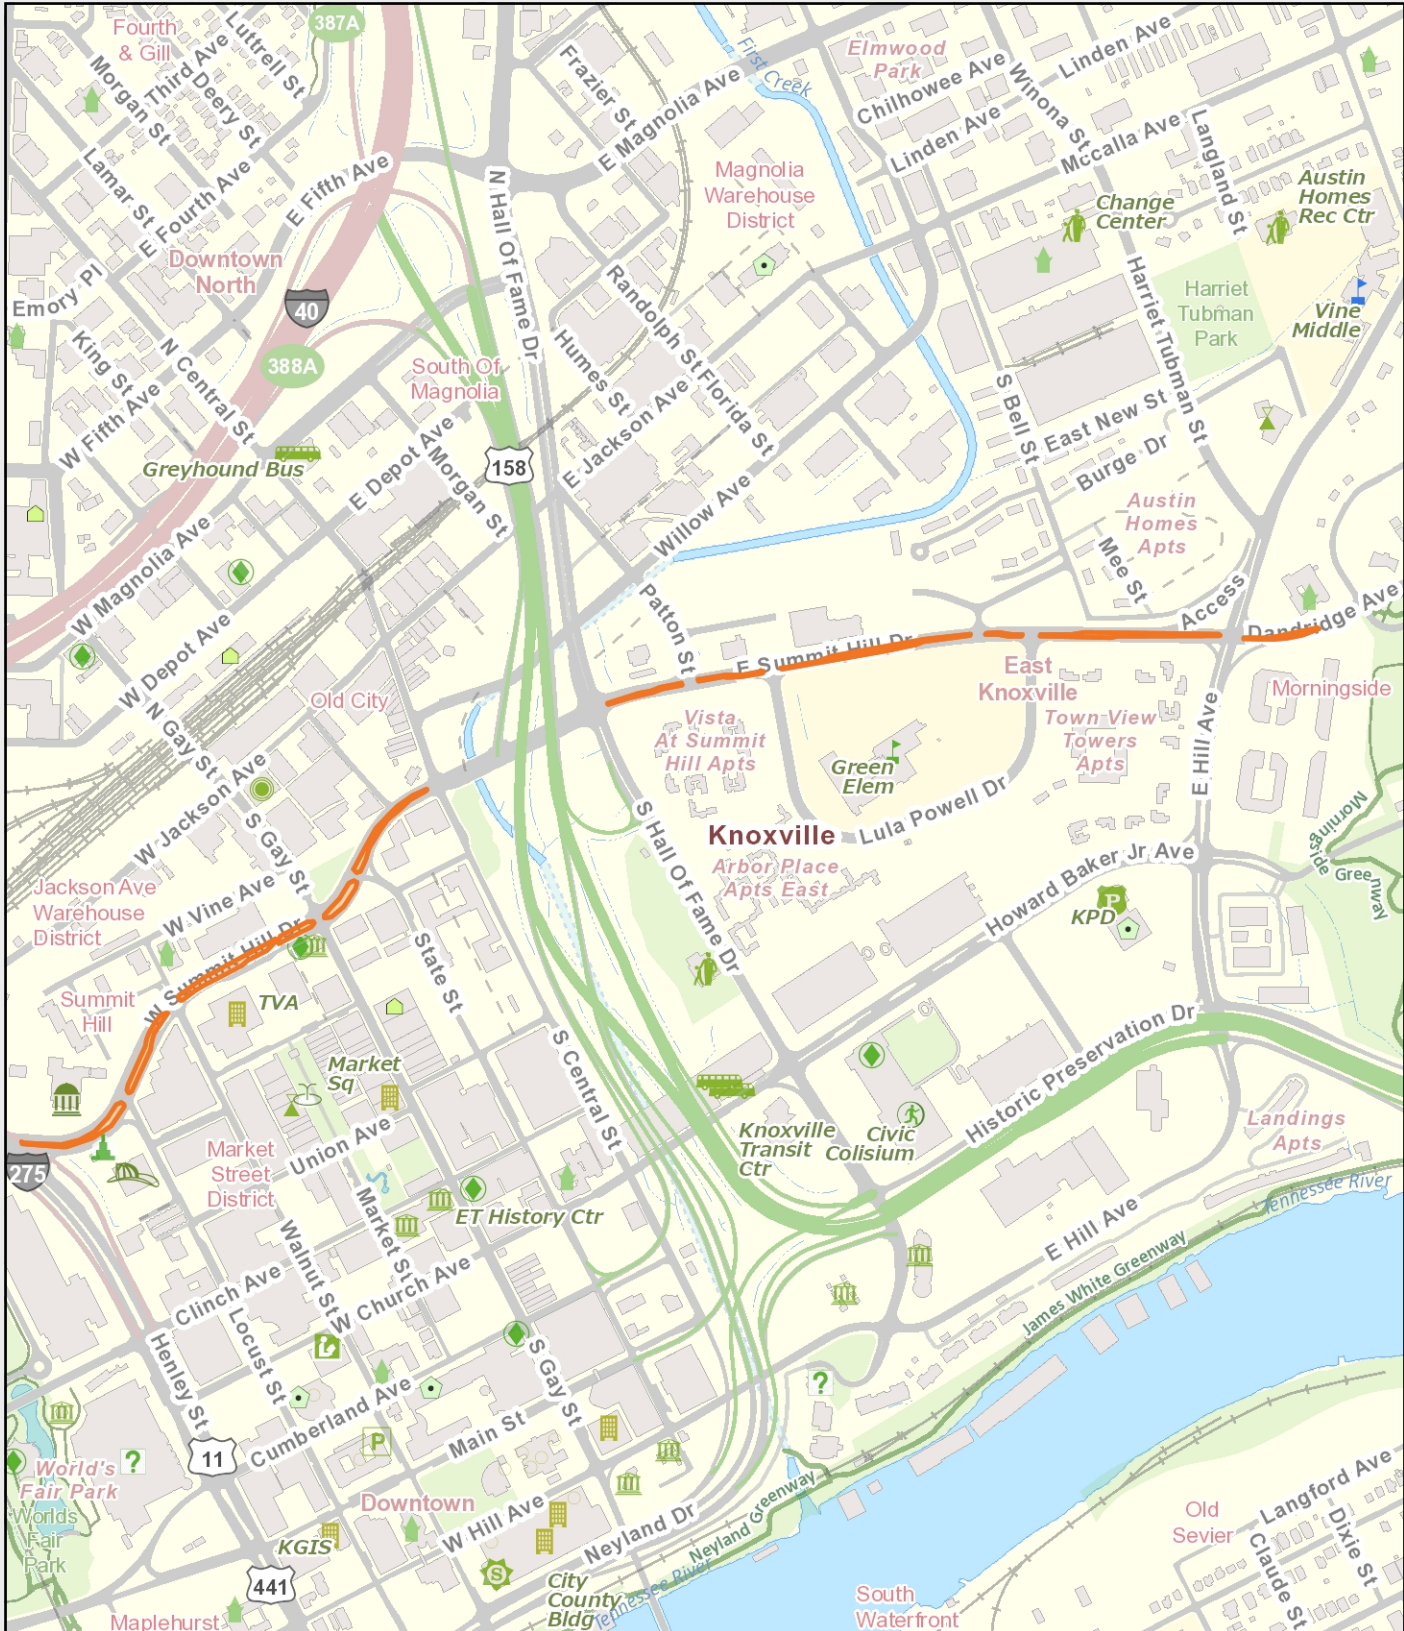 387A
Fourth
& Gill
Luttrell St
Third Ave
Deery St
Morgan St
Frazier St
First Creek
Elmwood
Park
Linden Ave
Chilhowee Ave
Winona St
E Magnolia Ave
Linden Ave
Mccalla Ave
Langland St
Lamar St
E Fourth Ave
E Fifth Ave
N Hall Of Fame Dr
Magnolia
Warehouse
District
Change
Center
Austin
Homes
Rec Ctr
Downtown
North
Emory Pl
40
Randolph St
Harriet Tubman St
Harriet
Tubman
Park
Vine
Middle
King St
N Central St
388A
South Of
Magnolia
Humes St
Florida St
S Bell St
W Fifth Ave
E Jackson Ave
East New St
Burge Dr
Greyhound Bus
E Depot Ave
Morgan St
158
Willow Ave
Austin
Homes
Apts
W Magnolia Ave
Mee St
Access
Patton St
Dandridge Ave
W Depot Ave
E Summit Hill Dr
East
Knoxville
Old City
N Gay St
Morningside
Vista
At Summit
Hill Apts
Town View
Towers
Apts
E Hill Ave
Green
Elem
W Jackson Ave
S Gay St
Lula Powell Dr
S Hall Of Fame Dr
Knoxville
Morningside Greenway
Arbor Place
Apts East
Howard Baker Jr Ave
Jackson Ave
Warehouse
District
W Vine Ave
P
KPD
W Summit Hill Dr
State St
Summit
Hill
TVA
Market
Sq
S Central St
Historic Preservation Dr
Union Ave
Knoxville
Transit
Ctr
Civic
Colisium
Landings
Apts
Market
Street
District
275
Tennessee River
Market St
ET History Ctr
Walnut St
E Hill Ave
James White Greenway
Clinch Ave
W Church Ave
Locust St
Henley St
S Gay St
?
Cumberland Ave
Main St
P
11
?
World's
Fair Park
Worlds
Fair
Park
Downtown
W Hill Ave
Neyland Dr
Neyland Greenway
Old
Sevier
Langford Ave
Dixie St
Claude St
KGIS
441
S
City
County
Bldg
Tennessee River
South
Waterfront
Maplehurst